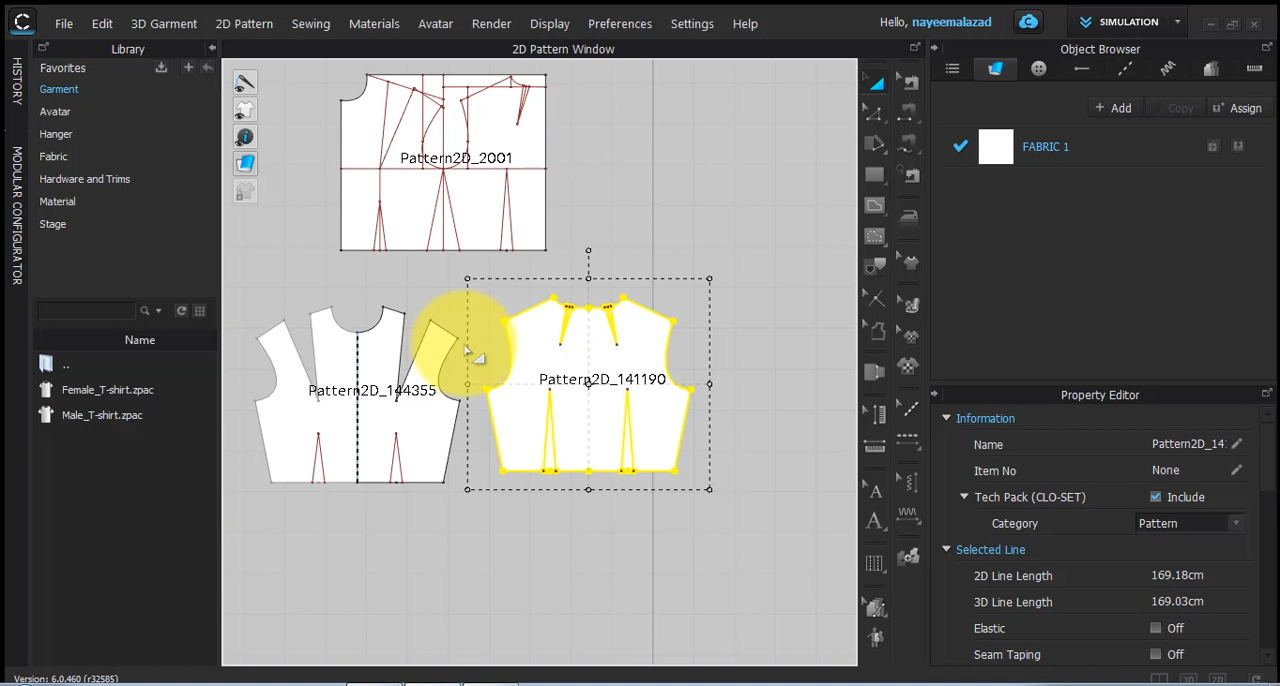 File Edit 3D Garment 2D Pattern Sewing Materials Avatar Render Display Preferences Settings Help Hello, nayeemalazad SIMULATION
HISTORY
MODULAR CONFIGURATOR
Library
Favorites
Garment
Avatar
Hanger
Fabric
Hardware and Trims
Material
Stage
Name
..
Female_T-shirt.zpac
Male_T-shirt.zpac
2D Pattern Window
Pattern2D_2001
Pattern2D_144355
Pattern2D_141190
A
A
Object Browser
+ Add Copy Assign
FABRIC 1
Property Editor
Information
Name Pattern2D_14:
Item No None
Tech Pack (CLO-SET) Include
Category Pattern
Selected Line
2D Line Length 169.18cm
3D Line Length 169.03cm
Elastic Off
Seam Taping Off
Version: 6.0.460 (r32585)
3D 2D